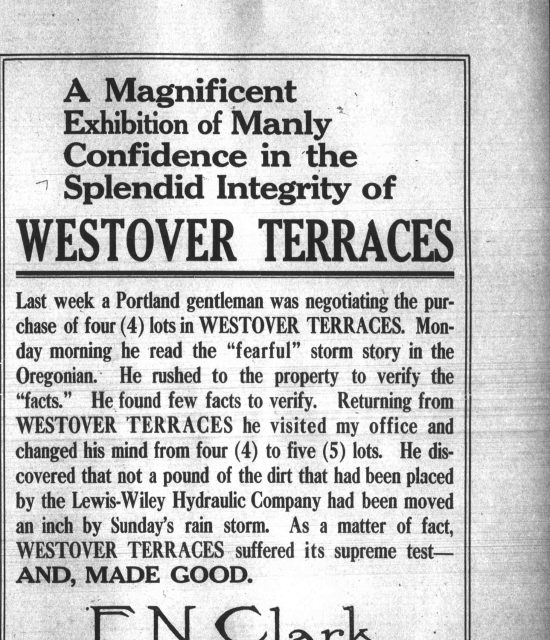 A Magnificent
Exhibition of Manly
Confidence in the
Splendid Integrity of
WESTOVER TERRACES
Last week a Portland gentleman was negotiating the pur-
chase of four (4) lots in WESTOVER TERRACES. Mon-
day morning he read the “fearful” storm story in the
Oregonian. He rushed to the property to verify the
“facts.” He found few facts to verify. Returning from
WESTOVER TERRACES he visited my office and
changed his mind from four (4) to five (5) lots. He dis-
covered that not a pound of the dirt that had been placed
by the Lewis-Wiley Hydraulic Company had been moved
an inch by Sunday's rain storm. As a matter of fact,
WESTOVER TERRACES suffered its supreme test—
AND, MADE GOOD.
F N Clark